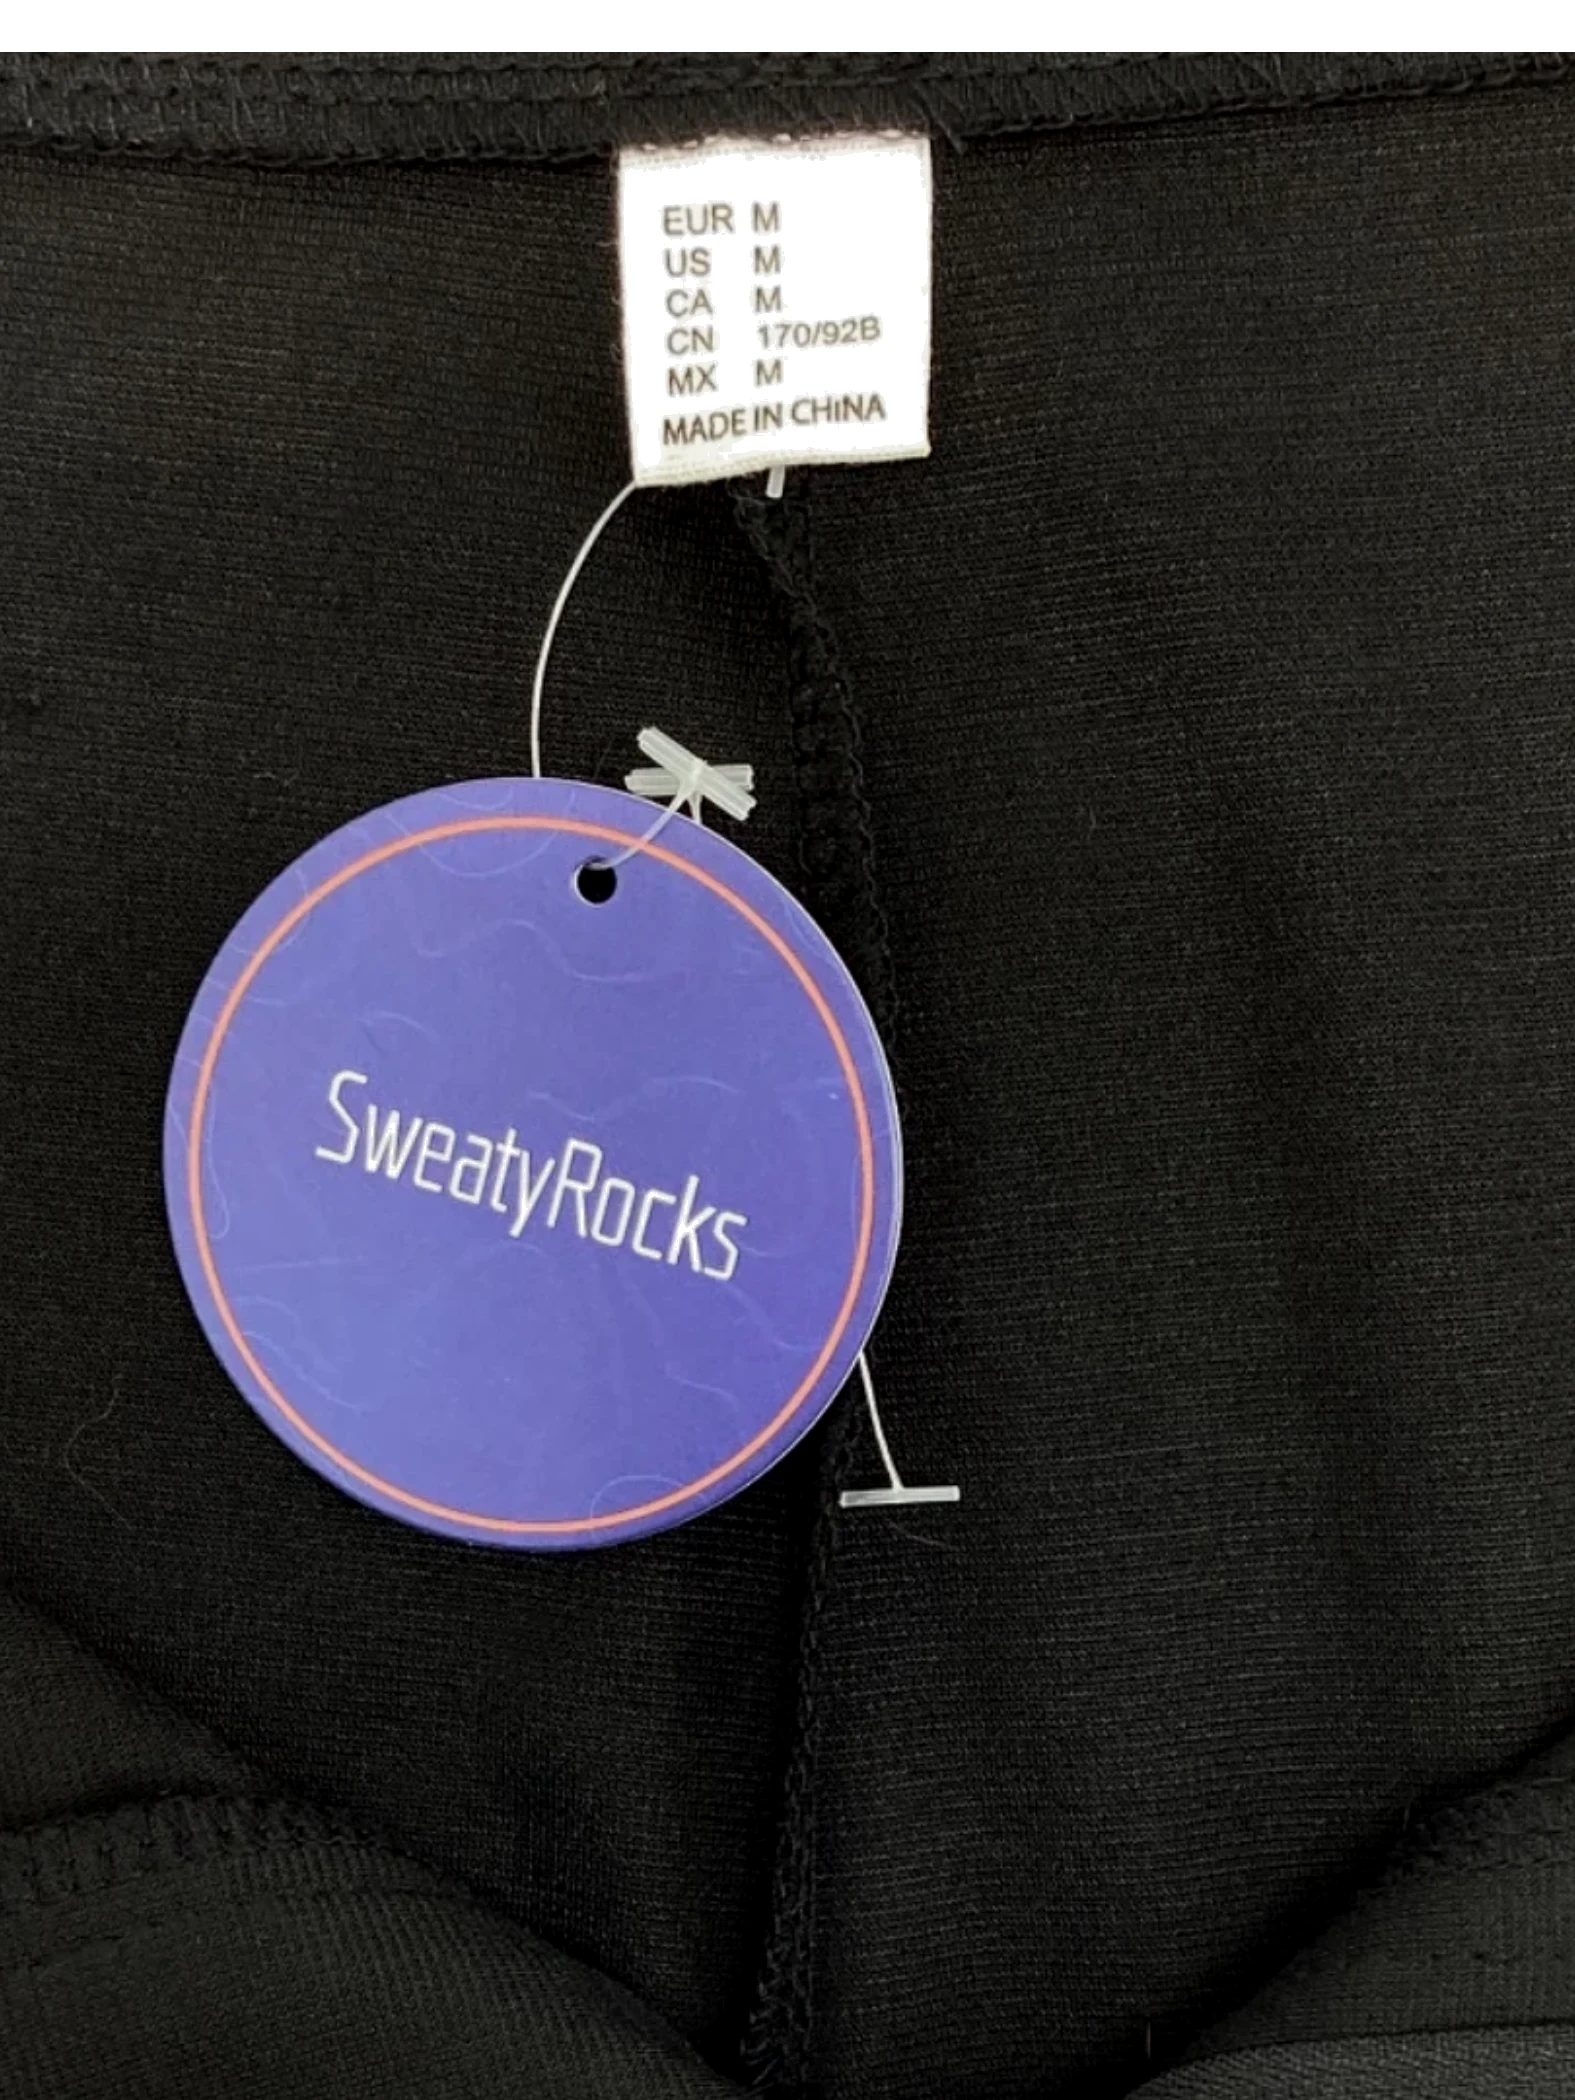 EUR M
US M
CA M
CN 170/92B
MX M
MADE IN CHINA
SweatyRocks